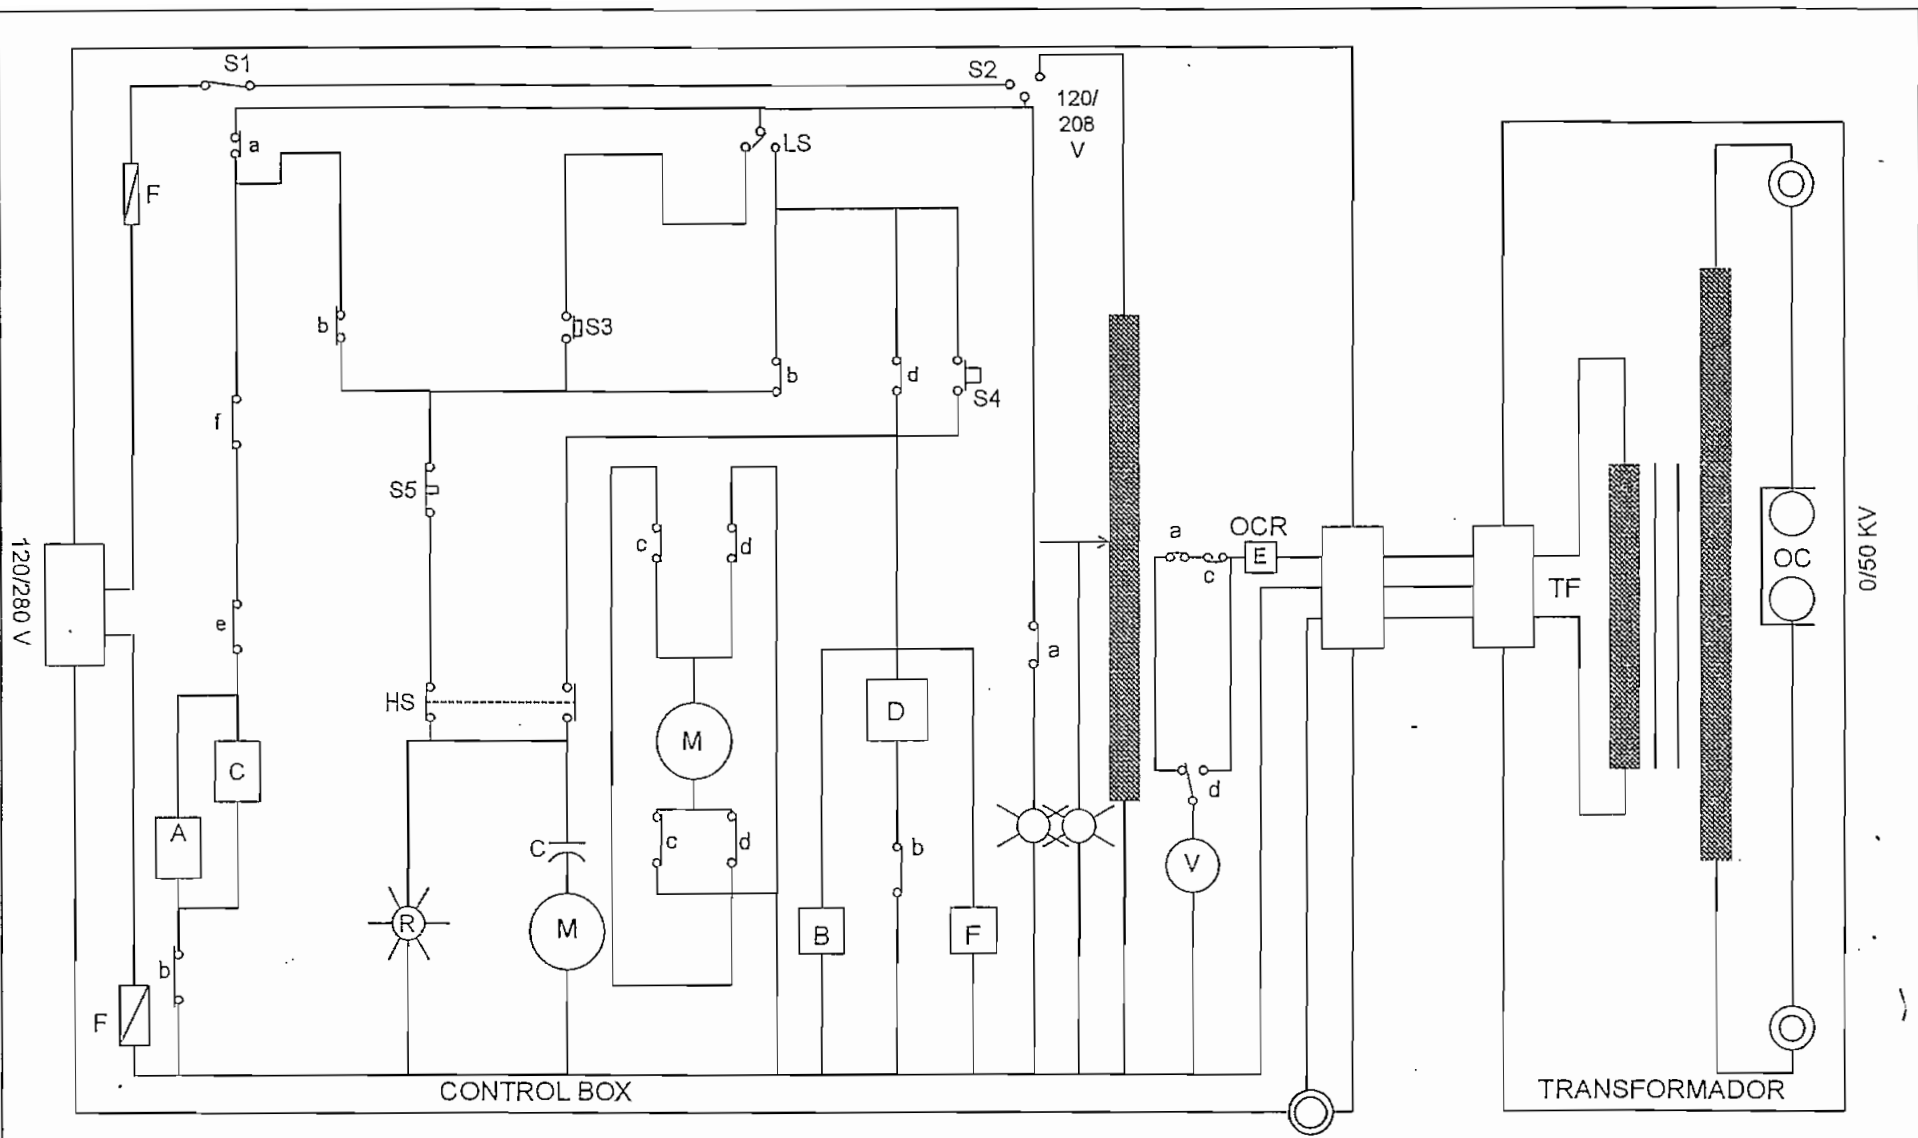 S1
S2
120/
208
V
a
LS
F
b
S3
b
d
S4
f
S5
c
d
a
OCR
E
c
TF
OC
0/50 KV
120/280 V
e
a
HS
M
D
d
C
A
C
c
d
b
V
R
M
B
F
b
F
CONTROL BOX
TRANSFORMADOR